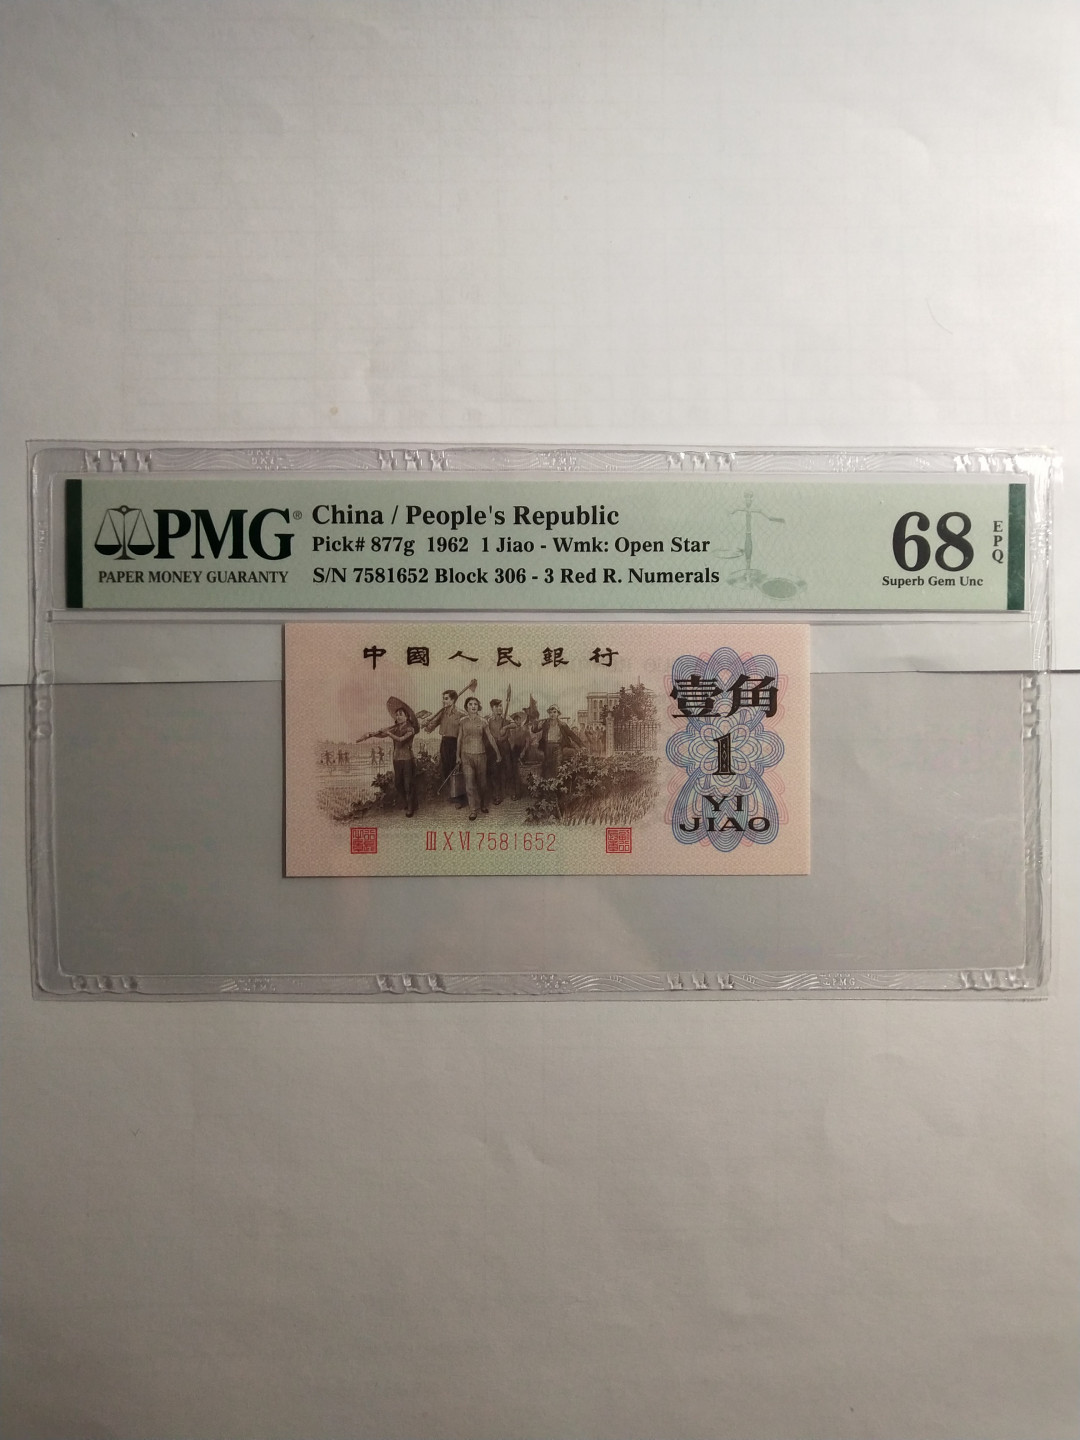 PMG®
PAPER MONEY GUARANTY
China / People's Republic
Pick# 877g 1962 1 Jiao - Wmk: Open Star
S/N 7581652 Block 306 - 3 Red R. Numerals
68
EPQ
Superb Gem Unc
中國人民銀行
壹角
1
YI
JIAO
Ⅲ Ⅹ Ⅵ 7581652